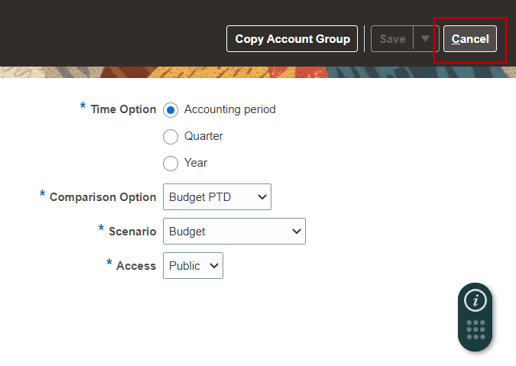 Copy Account Group Save Cancel
* Time Option Accounting period
Quarter
Year
* Comparison Option Budget PTD
* Scenario Budget
* Access Public
i